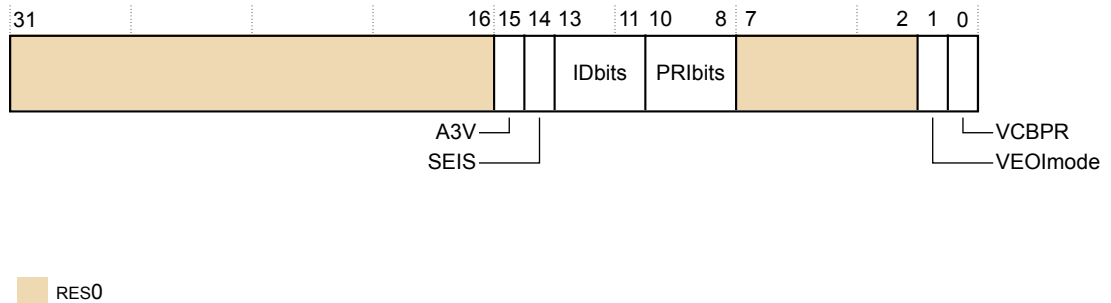 31 16 15 14 13 11 10 8 7 2 1 0
IDbits PRIbits
A3V VCBPR
SEIS VEOImode
RES0